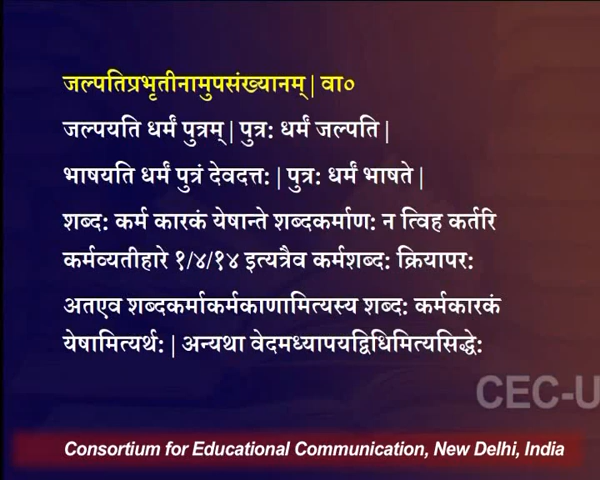 जल्पतिप्रभृतीनामुपसंख्यानम् | वा०
जल्पयति धर्मं पुत्रम् | पुत्र: धर्मं जल्पति |
भाषयति धर्मं पुत्रं देवदत्त: | पुत्र: धर्मं भाषते |
शब्द: कर्म कारकं येषान्ते शब्दकर्माण: न त्विह कर्तरि
कर्मव्यतीहारे १/४/१४ इत्यत्रैव कर्मशब्द: क्रियापर:
अतएव शब्दकर्माकर्मकाणामित्यस्य शब्द: कर्मकारकं
येषामित्यर्थ: | अन्यथा वेदमध्यापयद्विधिमित्यसिद्धे:
CEC-U
Consortium for Educational Communication, New Delhi, India